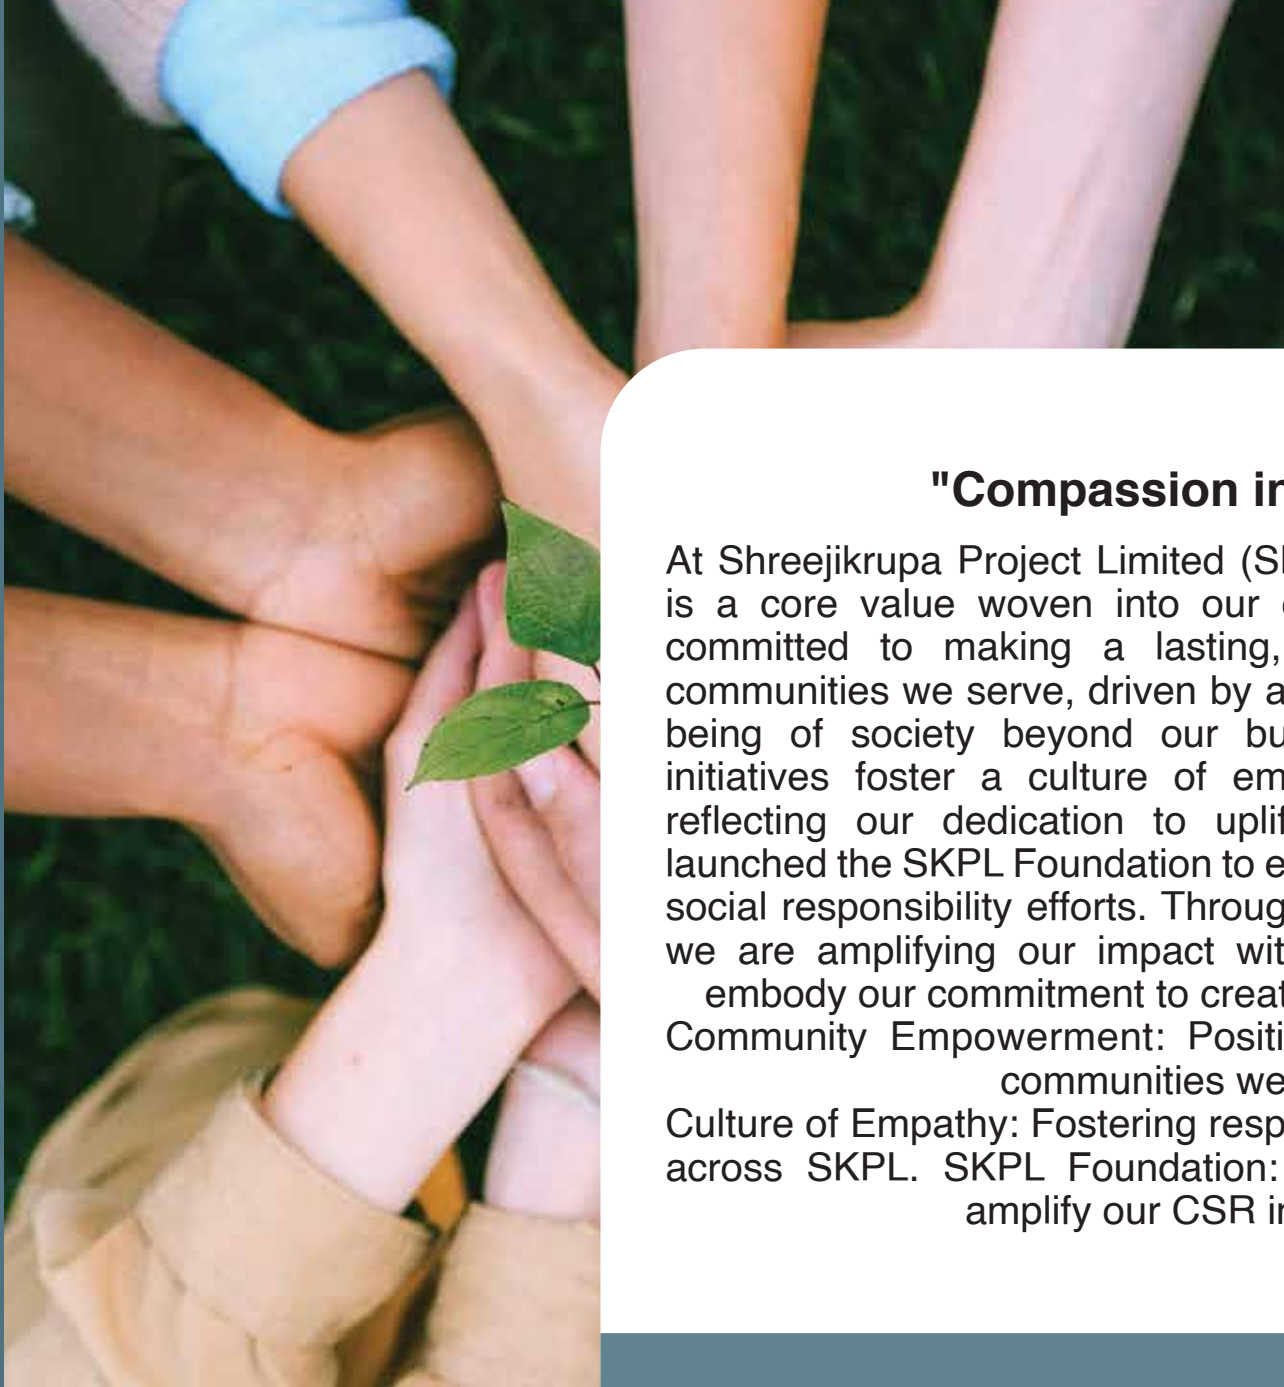 "Compassion in
At Shreejikrupa Project Limited (S
is a core value woven into our
committed to making a lasting,
communities we serve, driven by a
being of society beyond our bu
initiatives foster a culture of em
reflecting our dedication to uplif
launched the SKPL Foundation to e
social responsibility efforts. Throug
we are amplifying our impact wit
embody our commitment to creat
Community Empowerment: Positi
communities we
Culture of Empathy: Fostering resp
across SKPL. SKPL Foundation:
amplify our CSR in